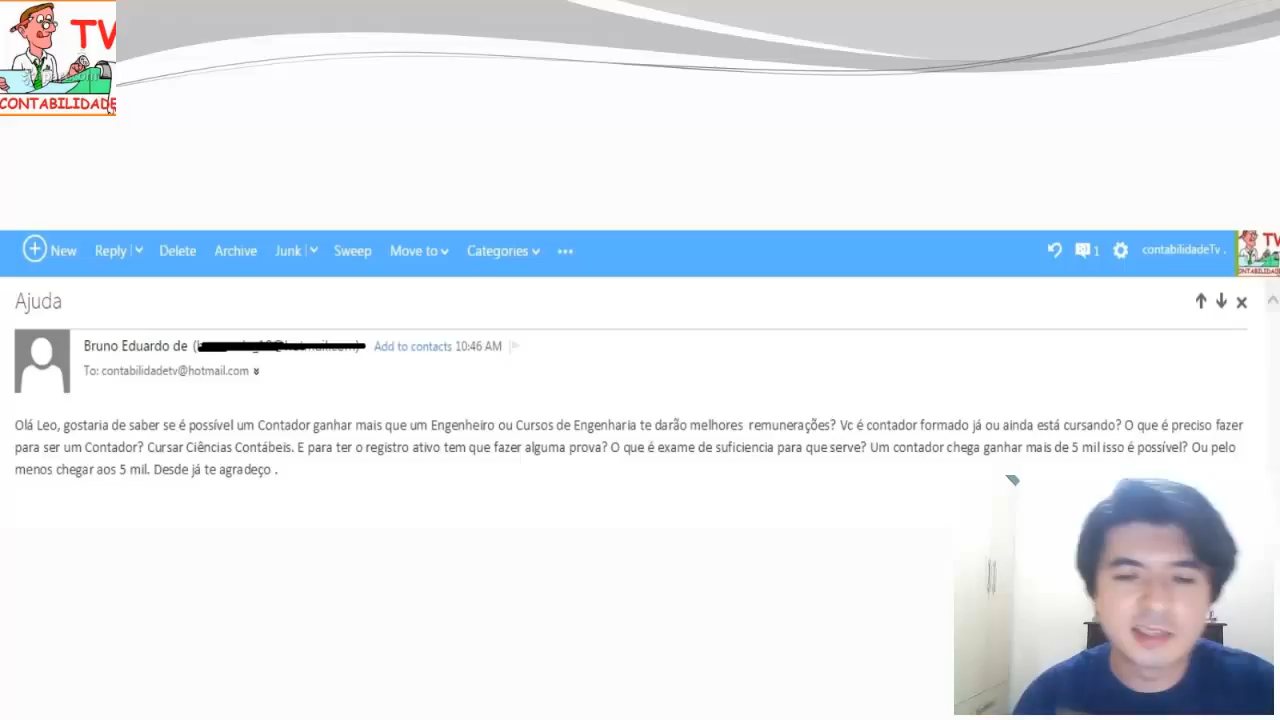 TV
CONTABILIDADE
New Reply Delete Archive Junk Sweep Move to Categories ... 1 contabilidadeTv .
TV
CONTABILIDADE
Ajuda
Bruno Eduardo de ( Add to contacts 10:46 AM
To: contabilidadetv@hotmail.com
Olá Leo, gostaria de saber se é possível um Contador ganhar mais que um Engenheiro ou Cursos de Engenharia te darão melhores remunerações? Vc é contador formado já ou ainda está cursando? O que é preciso fazer
para ser um Contador? Cursar Ciências Contábeis. E para ter o registro ativo tem que fazer alguma prova? O que é exame de suficiencia para que serve? Um contador chega ganhar mais de 5 mil isso é possível? Ou pelo
menos chegar aos 5 mil. Desde já te agradeço .